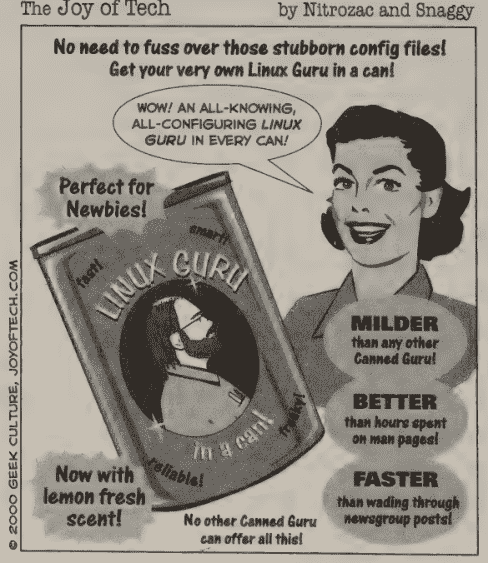 The Joy of Tech by Nitrozac and Snaggy
No need to fuss over those stubborn config files!
Get your very own Linux Guru in a can!
WOW! AN ALL-KNOWING,
ALL-CONFIGURING LINUX
GURU IN EVERY CAN!
Perfect for
Newbies!
smart!
fast!
LINUX GURU
in a can!
reliable!
MILDER
than any other
Canned Guru!
BETTER
than hours spent
on man pages!
FASTER
than wading through
newsgroup posts!
Now with
lemon fresh
scent!
No other Canned Guru
can offer all this!
© 2000 GEEK CULTURE, JOYOFTECH.COM